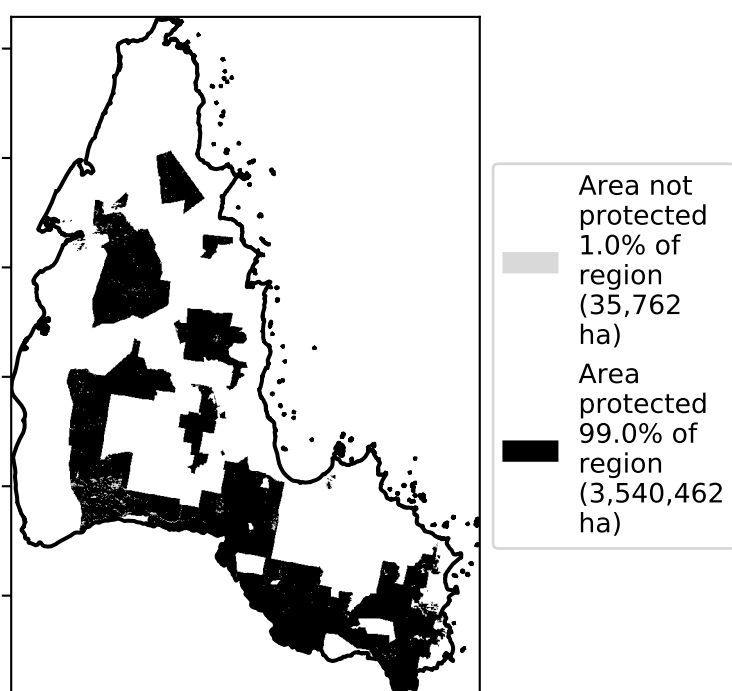 Area not
protected
1.0% of
region
(35,762
ha)
Area
protected
99.0% of
region
(3,540,462
ha)